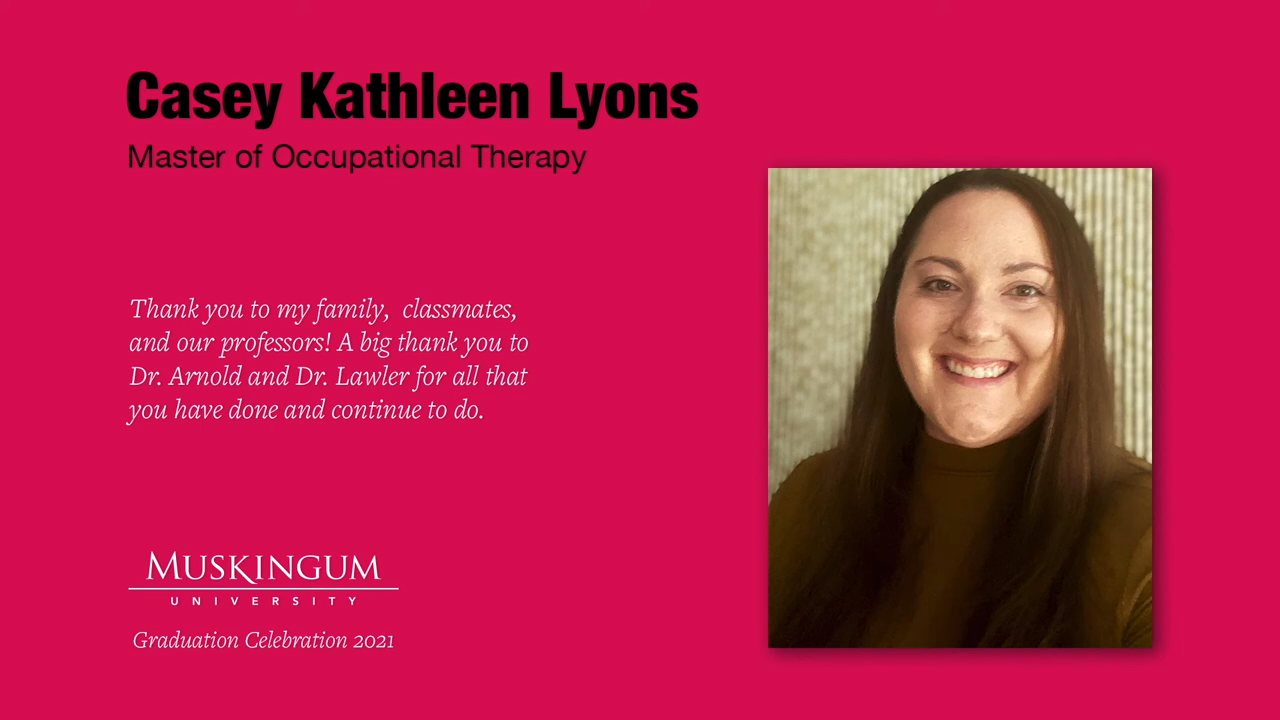 Casey Kathleen Lyons
Master of Occupational Therapy
Thank you to my family,  classmates,
and our professors! A big thank you to
Dr. Arnold and Dr. Lawler for all that
you have done and continue to do.
MUSKINGUM
UNIVERSITY
Graduation Celebration 2021